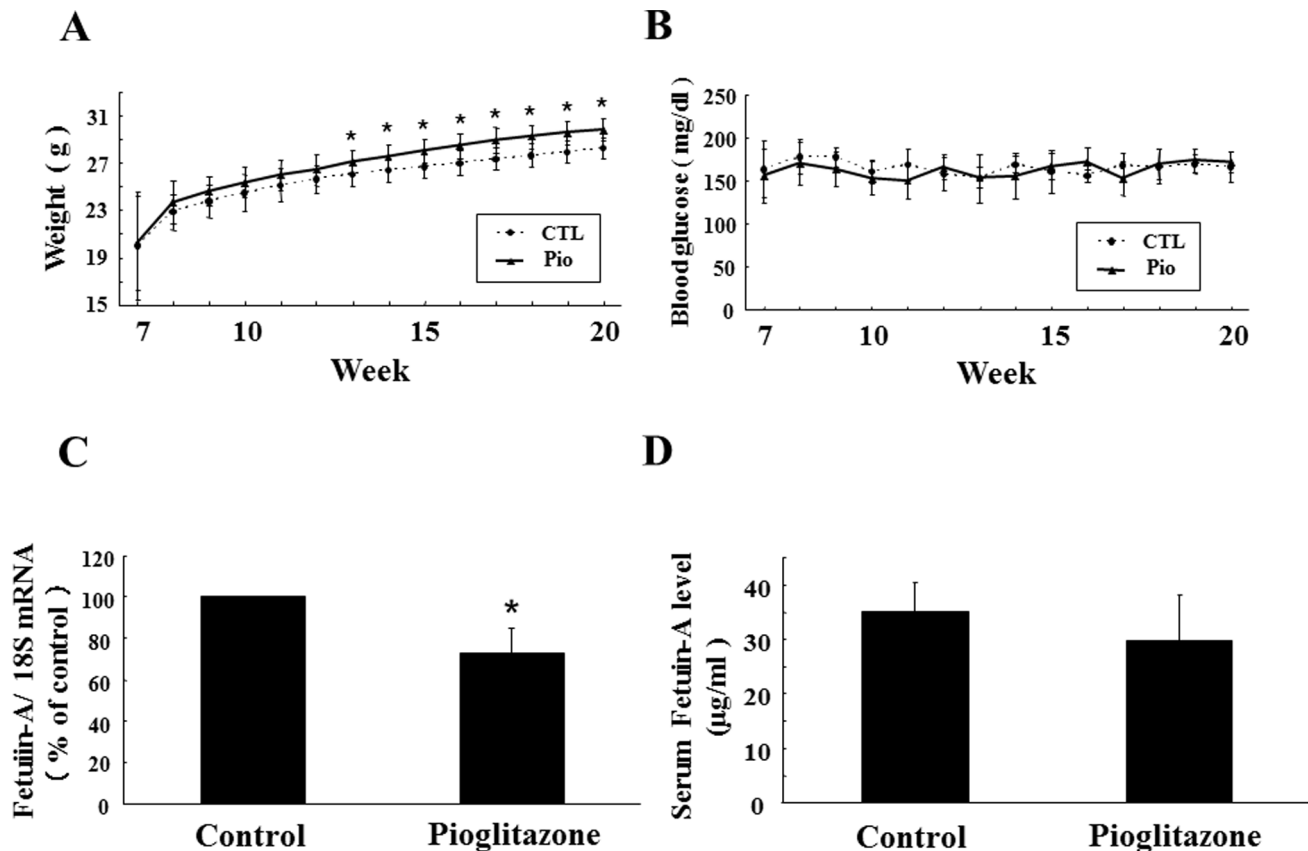 A
Weight ( g )
31
27
23
19
15
* * * * * * * *
CTL
Pio
7 10 15 20
Week
B
Blood glucose ( mg/dl )
250
200
150
100
50
0
CTL
Pio
7 10 15 20
Week
C
Fetuiin-A/ 18S mRNA
( % of control )
120
100
80
60
40
20
0
*
Control Pioglitazone
D
Serum Fetuin-A level
(μg/ml )
40
30
20
10
0
Control Pioglitazone